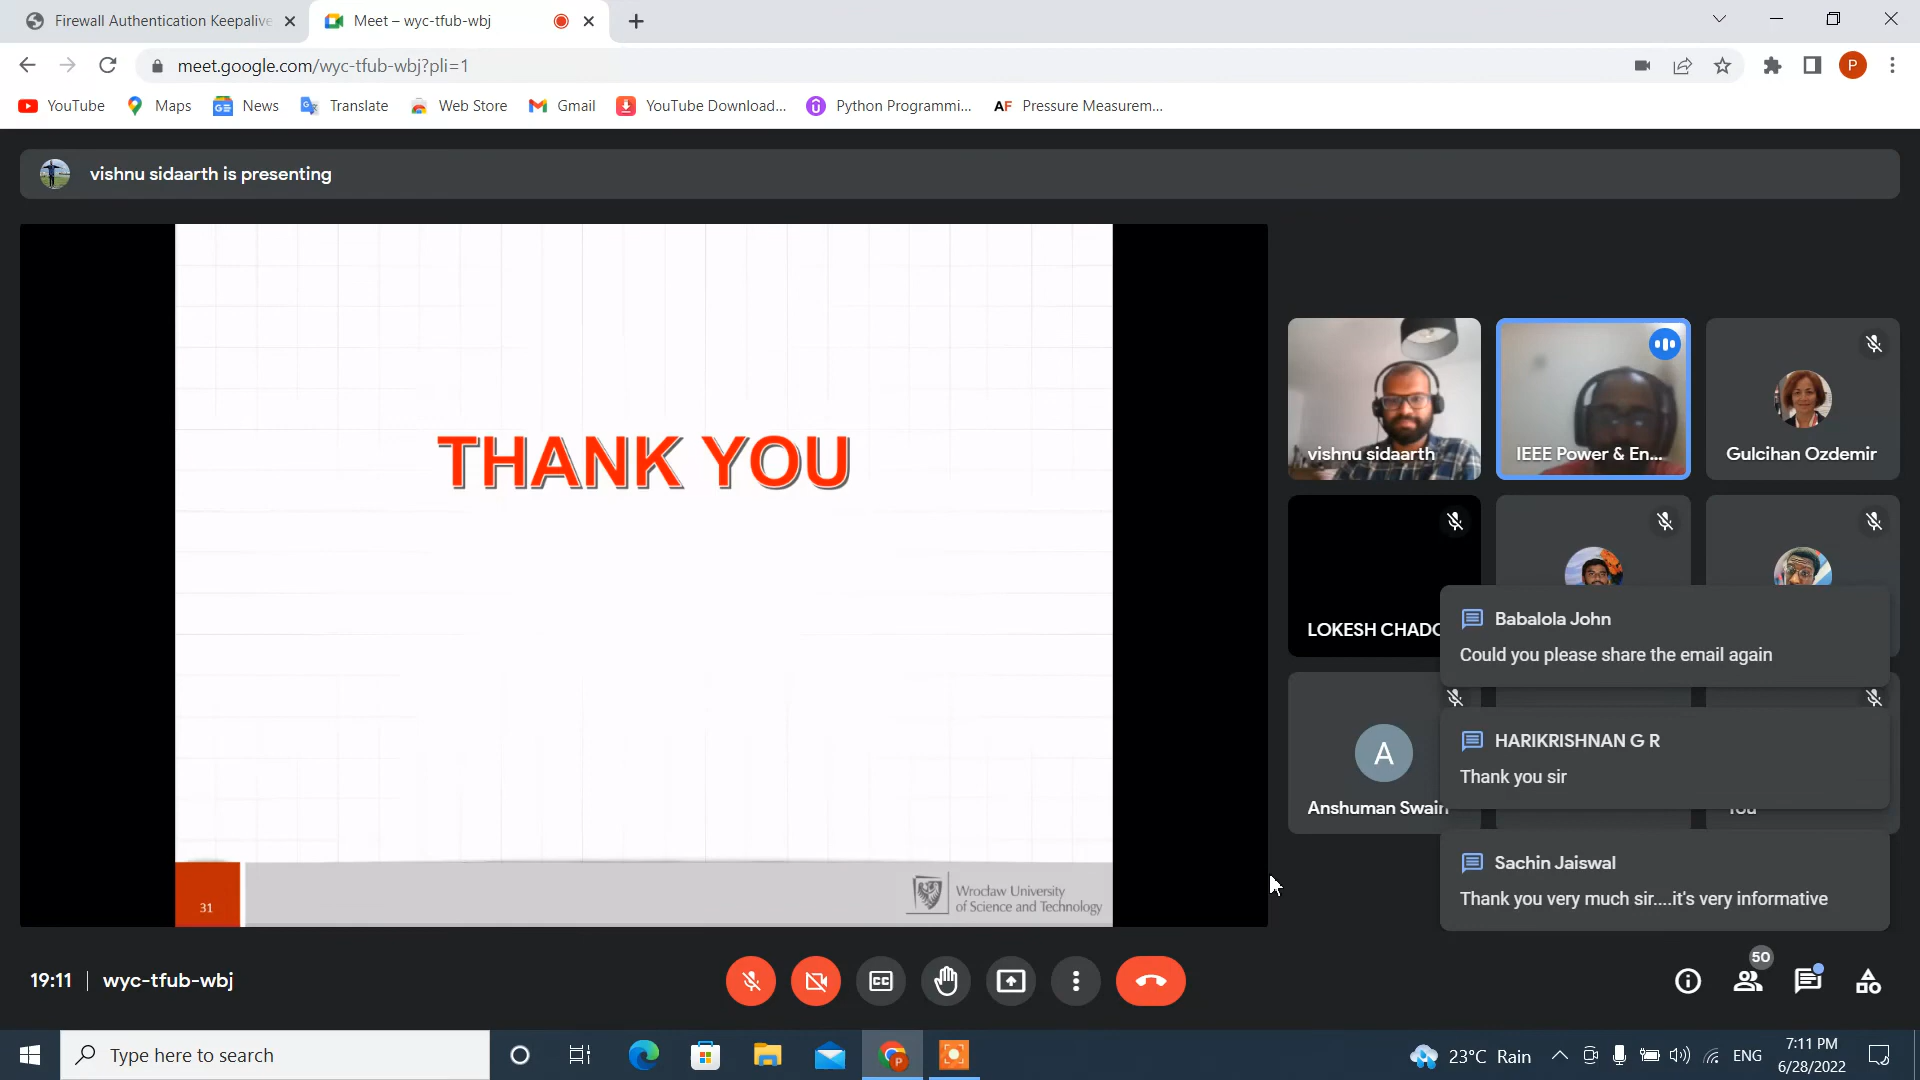 Firewall Authentication Keepalive
Meet – wyc-tfub-wbj
meet.google.com/wyc-tfub-wbj?pli=1
P
YouTube
Maps
News
Translate
Web Store
Gmail
YouTube Download...
Python Programmi...
AF Pressure Measurem...
vishnu sidaarth is presenting
THANK YOU
31
Wrocław University
of Science and Technology
vishnu sidaarth
IEEE Power & En...
Gulcihan Ozdemir
LOKESH CHADO
Babalola John
Could you please share the email again
HARIKRISHNAN G R
Thank you sir
A
Anshuman Swain
You
Sachin Jaiswal
Thank you very much sir....it's very informative
19:11 | wyc-tfub-wbj
CC
50
Type here to search
P
23°C Rain
ENG
7:11 PM
6/28/2022